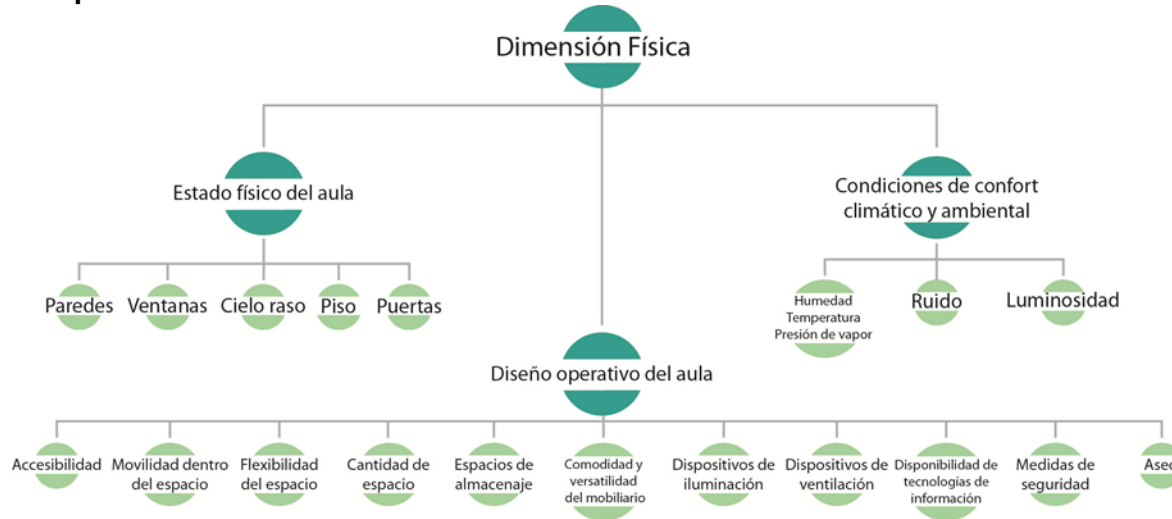 Dimensión Física
Estado físico del aula
Condiciones de confort
climático y ambiental
Paredes
Ventanas
Cielo raso
Piso
Puertas
Humedad
Temperatura
Presión de vapor
Ruido
Luminosidad
Diseño operativo del aula
Accesibilidad
Movilidad dentro
del espacio
Flexibilidad
del espacio
Cantidad de
espacio
Espacios de
almacenaje
Comodidad y
versatilidad
del mobiliario
Dispositivos de
iluminación
Dispositivos de
ventilación
Disponibilidad de
tecnologías de
información
Medidas de
seguridad